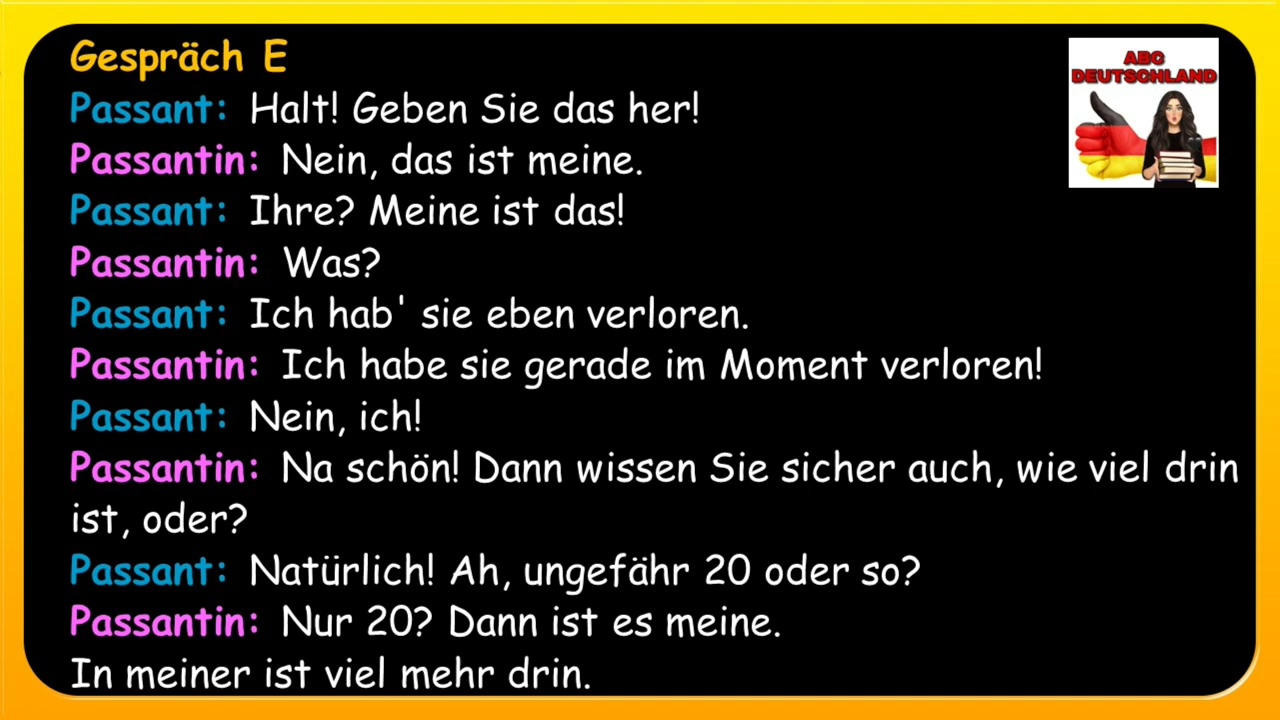 Gespräch E
ABC
DEUTSCHLAND
Passant: Halt! Geben Sie das her!
Passantin: Nein, das ist meine.
Passant: Ihre? Meine ist das!
Passantin: Was?
Passant: Ich hab' sie eben verloren.
Passantin: Ich habe sie gerade im Moment verloren!
Passant: Nein, ich!
Passantin: Na schön! Dann wissen Sie sicher auch, wie viel drin
ist, oder?
Passant: Natürlich! Ah, ungefähr 20 oder so?
Passantin: Nur 20? Dann ist es meine.
In meiner ist viel mehr drin.